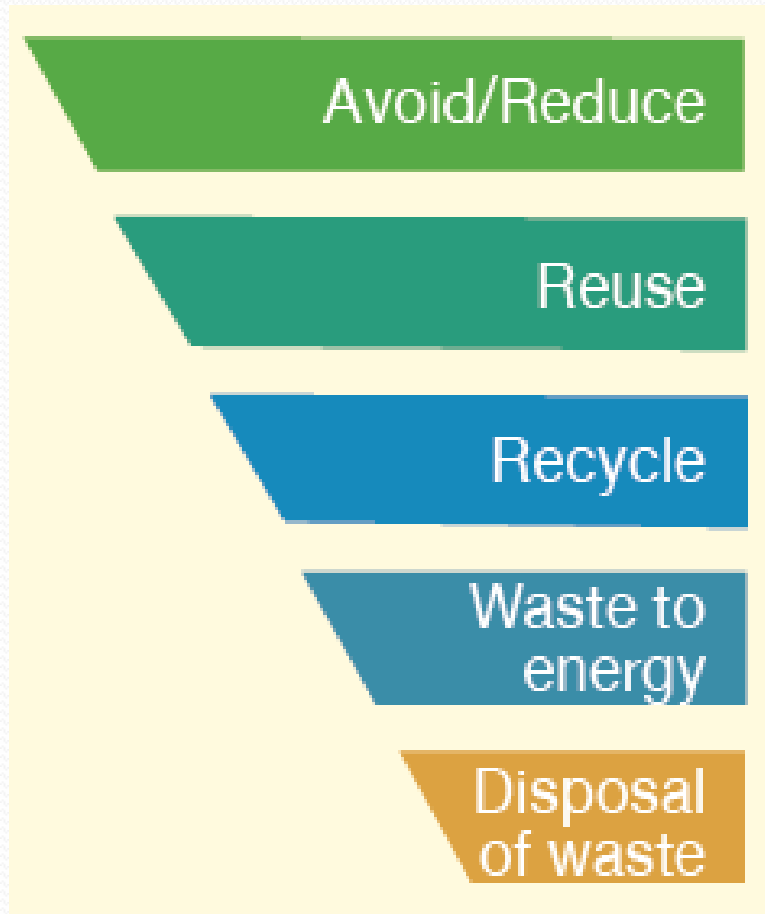 Avoid/Reduce
Reuse
Recycle
Waste to
energy
Disposal
of waste